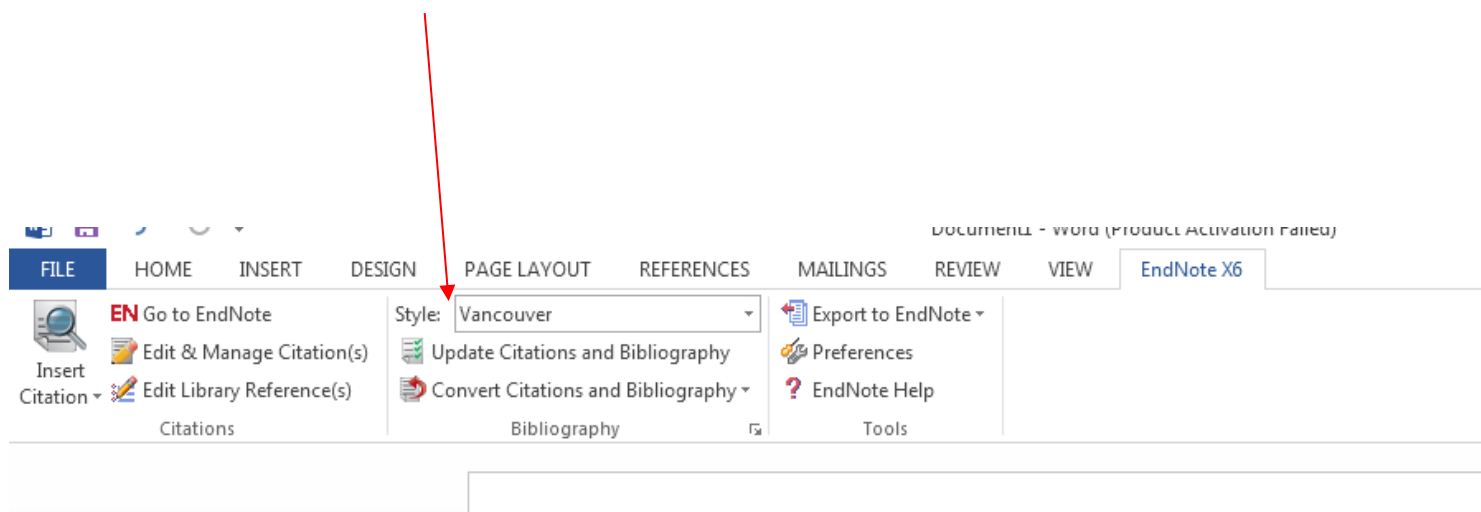 Document1 - Word (Product Activation Failed)
FILE HOME INSERT DESIGN PAGE LAYOUT REFERENCES MAILINGS REVIEW VIEW EndNote X6
EN Go to EndNote Style: Vancouver Export to EndNote
Edit & Manage Citation(s) Update Citations and Bibliography Preferences
Insert Citation Edit Library Reference(s) Convert Citations and Bibliography ? EndNote Help
Citations Bibliography Tools